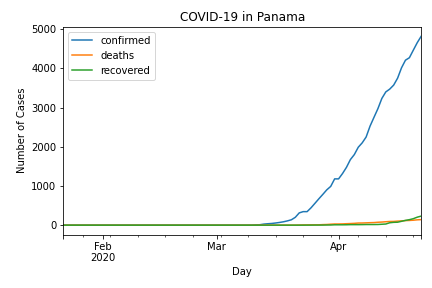 COVID-19 in Panama
confirmed
deaths
recovered
Number of Cases
5000
4000
3000
2000
1000
0
Feb
2020
Mar
Apr
Day